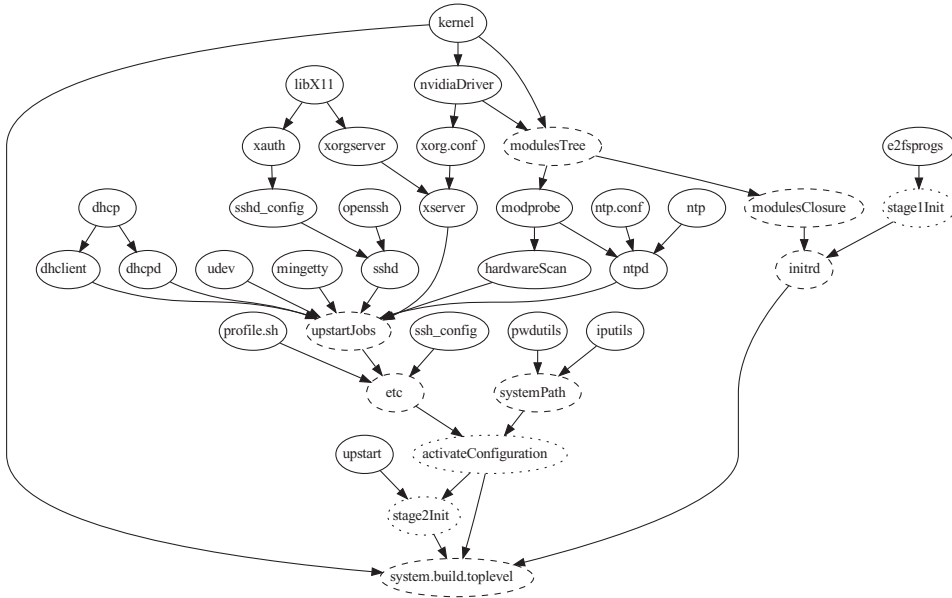 kernel
libX11
nvidiaDriver
xauth
xorgserver
xorg.conf
modulesTree
e2fsprogs
dhcp
sshd_config
openssh
xserver
modprobe
ntp.conf
ntp
modulesClosure
stage1Init
dhclient
dhcpd
udev
mingetty
sshd
hardwareScan
ntpd
initrd
profile.sh
upstartJobs
ssh_config
pwdutils
iputils
etc
systemPath
upstart
activateConfiguration
stage2Init
system.build.toplevel